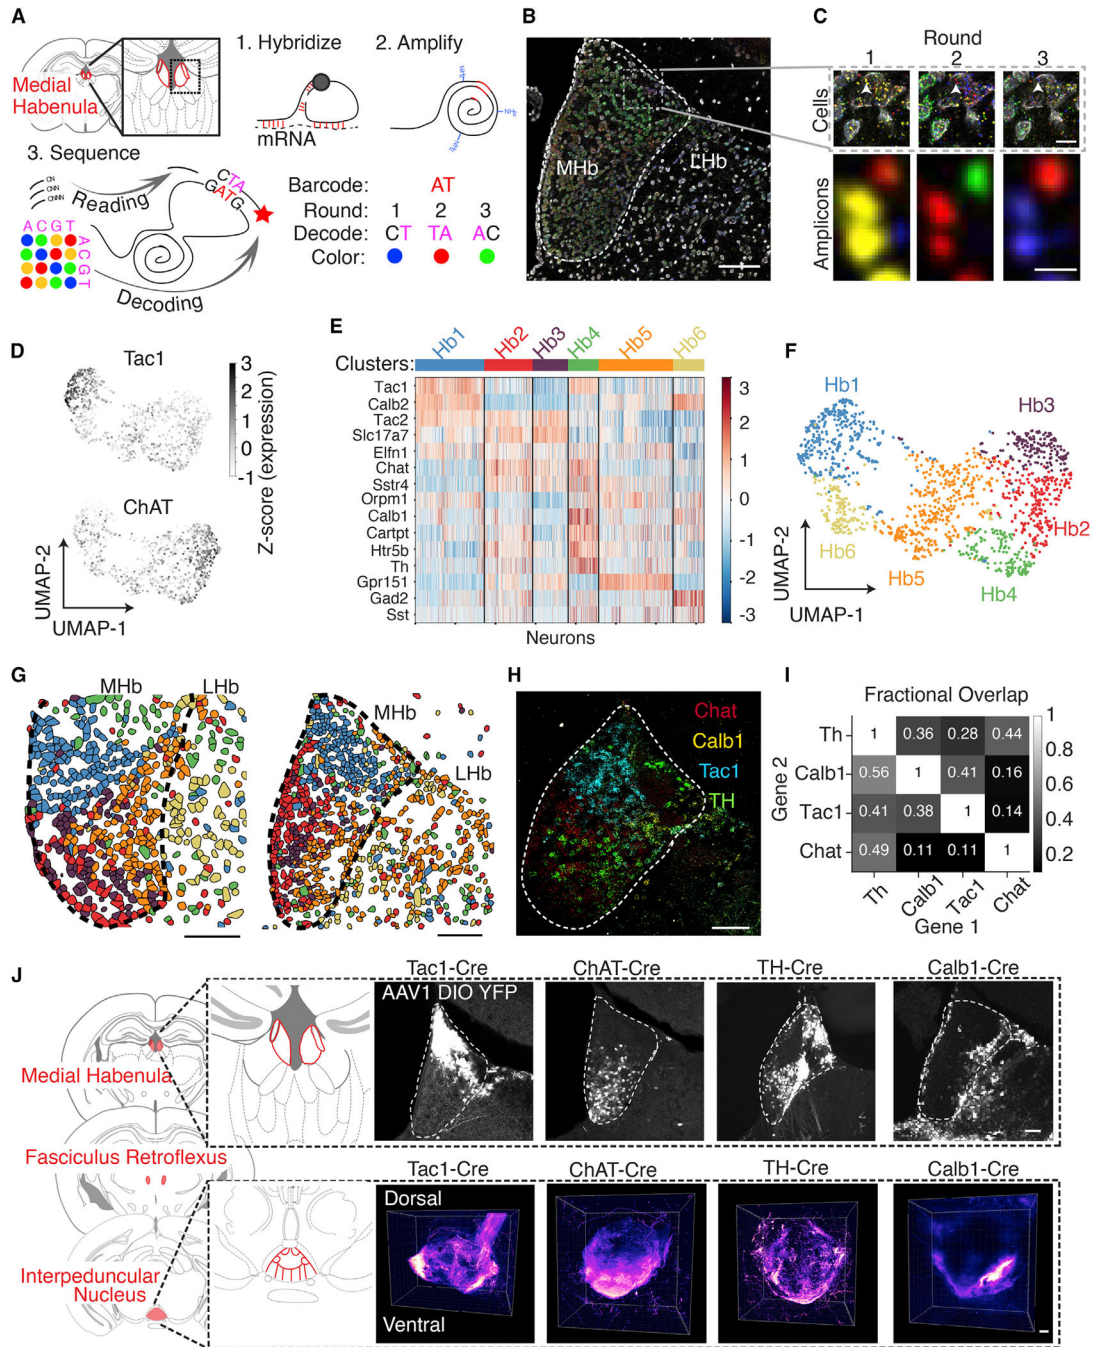 A
Medial
Habenula
1. Hybridize
mRNA
2. Amplify
NH₂
3. Sequence
CN
CNN
CNNN
Reading
CTA
GATG
A C G T
A
C
G
T
Decoding
Barcode: AT
Round: 1 2 3
Decode: CT TA AC
Color:
B
MHb
LHb
C
Round
1 2 3
Cells
Amplicons
D
Tac1
ChAT
3
2
1
0
-1
Z-score (expression)
UMAP-2
UMAP-1
E
Clusters:
Hb1 Hb2 Hb3 Hb4 Hb5 Hb6
Tac1
Calb2
Tac2
Slc17a7
Elfn1
Chat
Sstr4
Orpm1
Calb1
Cartpt
Htr5b
Th
Gpr151
Gad2
Sst
Neurons
3
2
1
0
-1
-2
-3
F
Hb1
Hb3
Hb6
Hb5
Hb4
Hb2
UMAP-2
UMAP-1
G
MHb LHb
MHb
LHb
H
Chat
Calb1
Tac1
TH
I
Fractional Overlap
Gene 2
Th 1 0.36 0.28 0.44
Calb1 0.56 1 0.41 0.16
Tac1 0.41 0.38 1 0.14
Chat 0.49 0.11 0.11 1
Th Calb1 Tac1 Chat
Gene 1
1
0.8
0.6
0.4
0.2
J
Medial Habenula
Fasciculus Retroflexus
Interpeduncular
Nucleus
Tac1-Cre ChAT-Cre TH-Cre Calb1-Cre
AAV1 DIO YFP
Tac1-Cre ChAT-Cre TH-Cre Calb1-Cre
Dorsal
Ventral